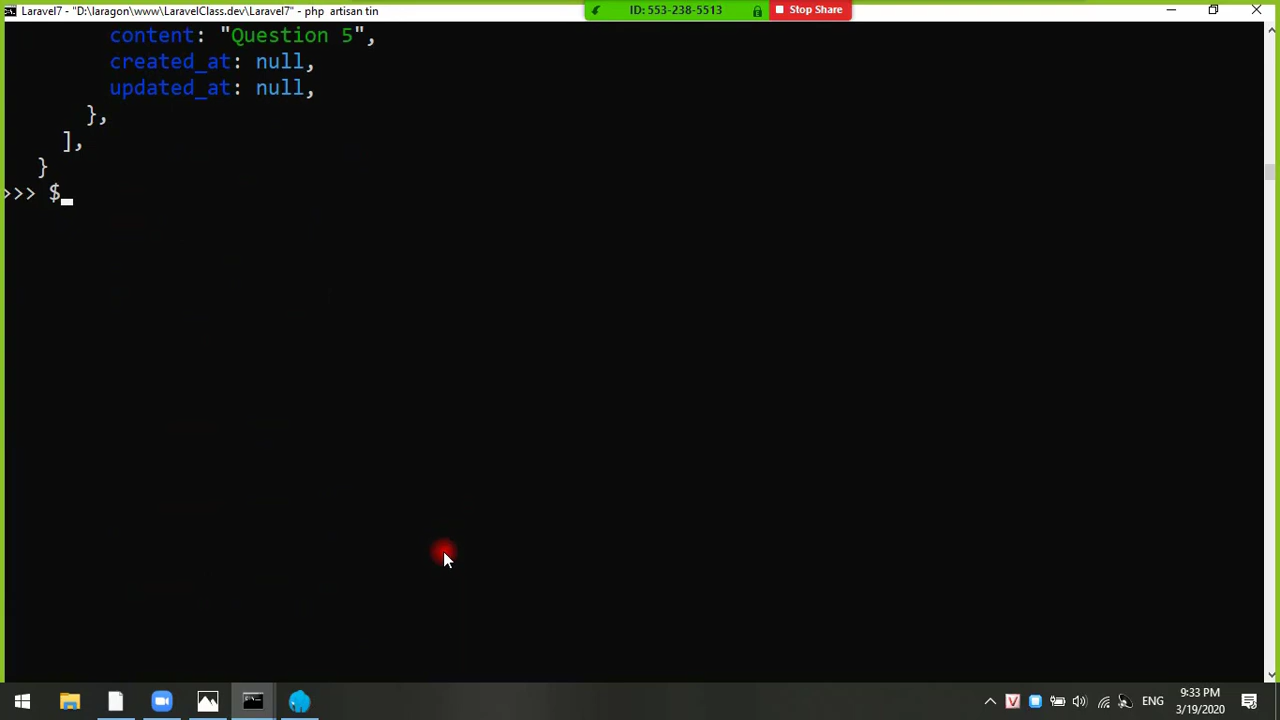 Laravel7 - "D:\laragon\www\LaravelClass.dev\Laravel7" - php artisan tin
ID: 553-238-5513
Stop Share
content: "Question 5",
created_at: null,
updated_at: null,
},
],
}
>>> $_
ENG
9:33 PM
3/19/2020